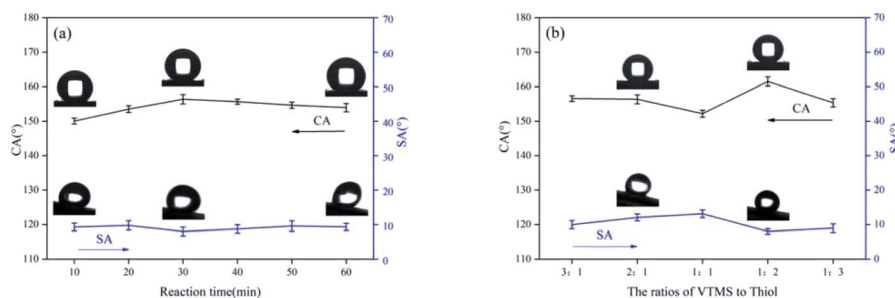 (a)
180
170
160
150
140
130
120
110
CA(°)
70
60
50
40
30
20
10
0
SA(°)
CA
SA
10 20 30 40 50 60
Reaction time(min)
(b)
180
170
160
150
140
130
120
110
CA(°)
70
60
50
40
30
20
10
0
SA(°)
CA
SA
3：1 2：1 1：1 1：2 1：3
The ratios of VTMS to Thiol